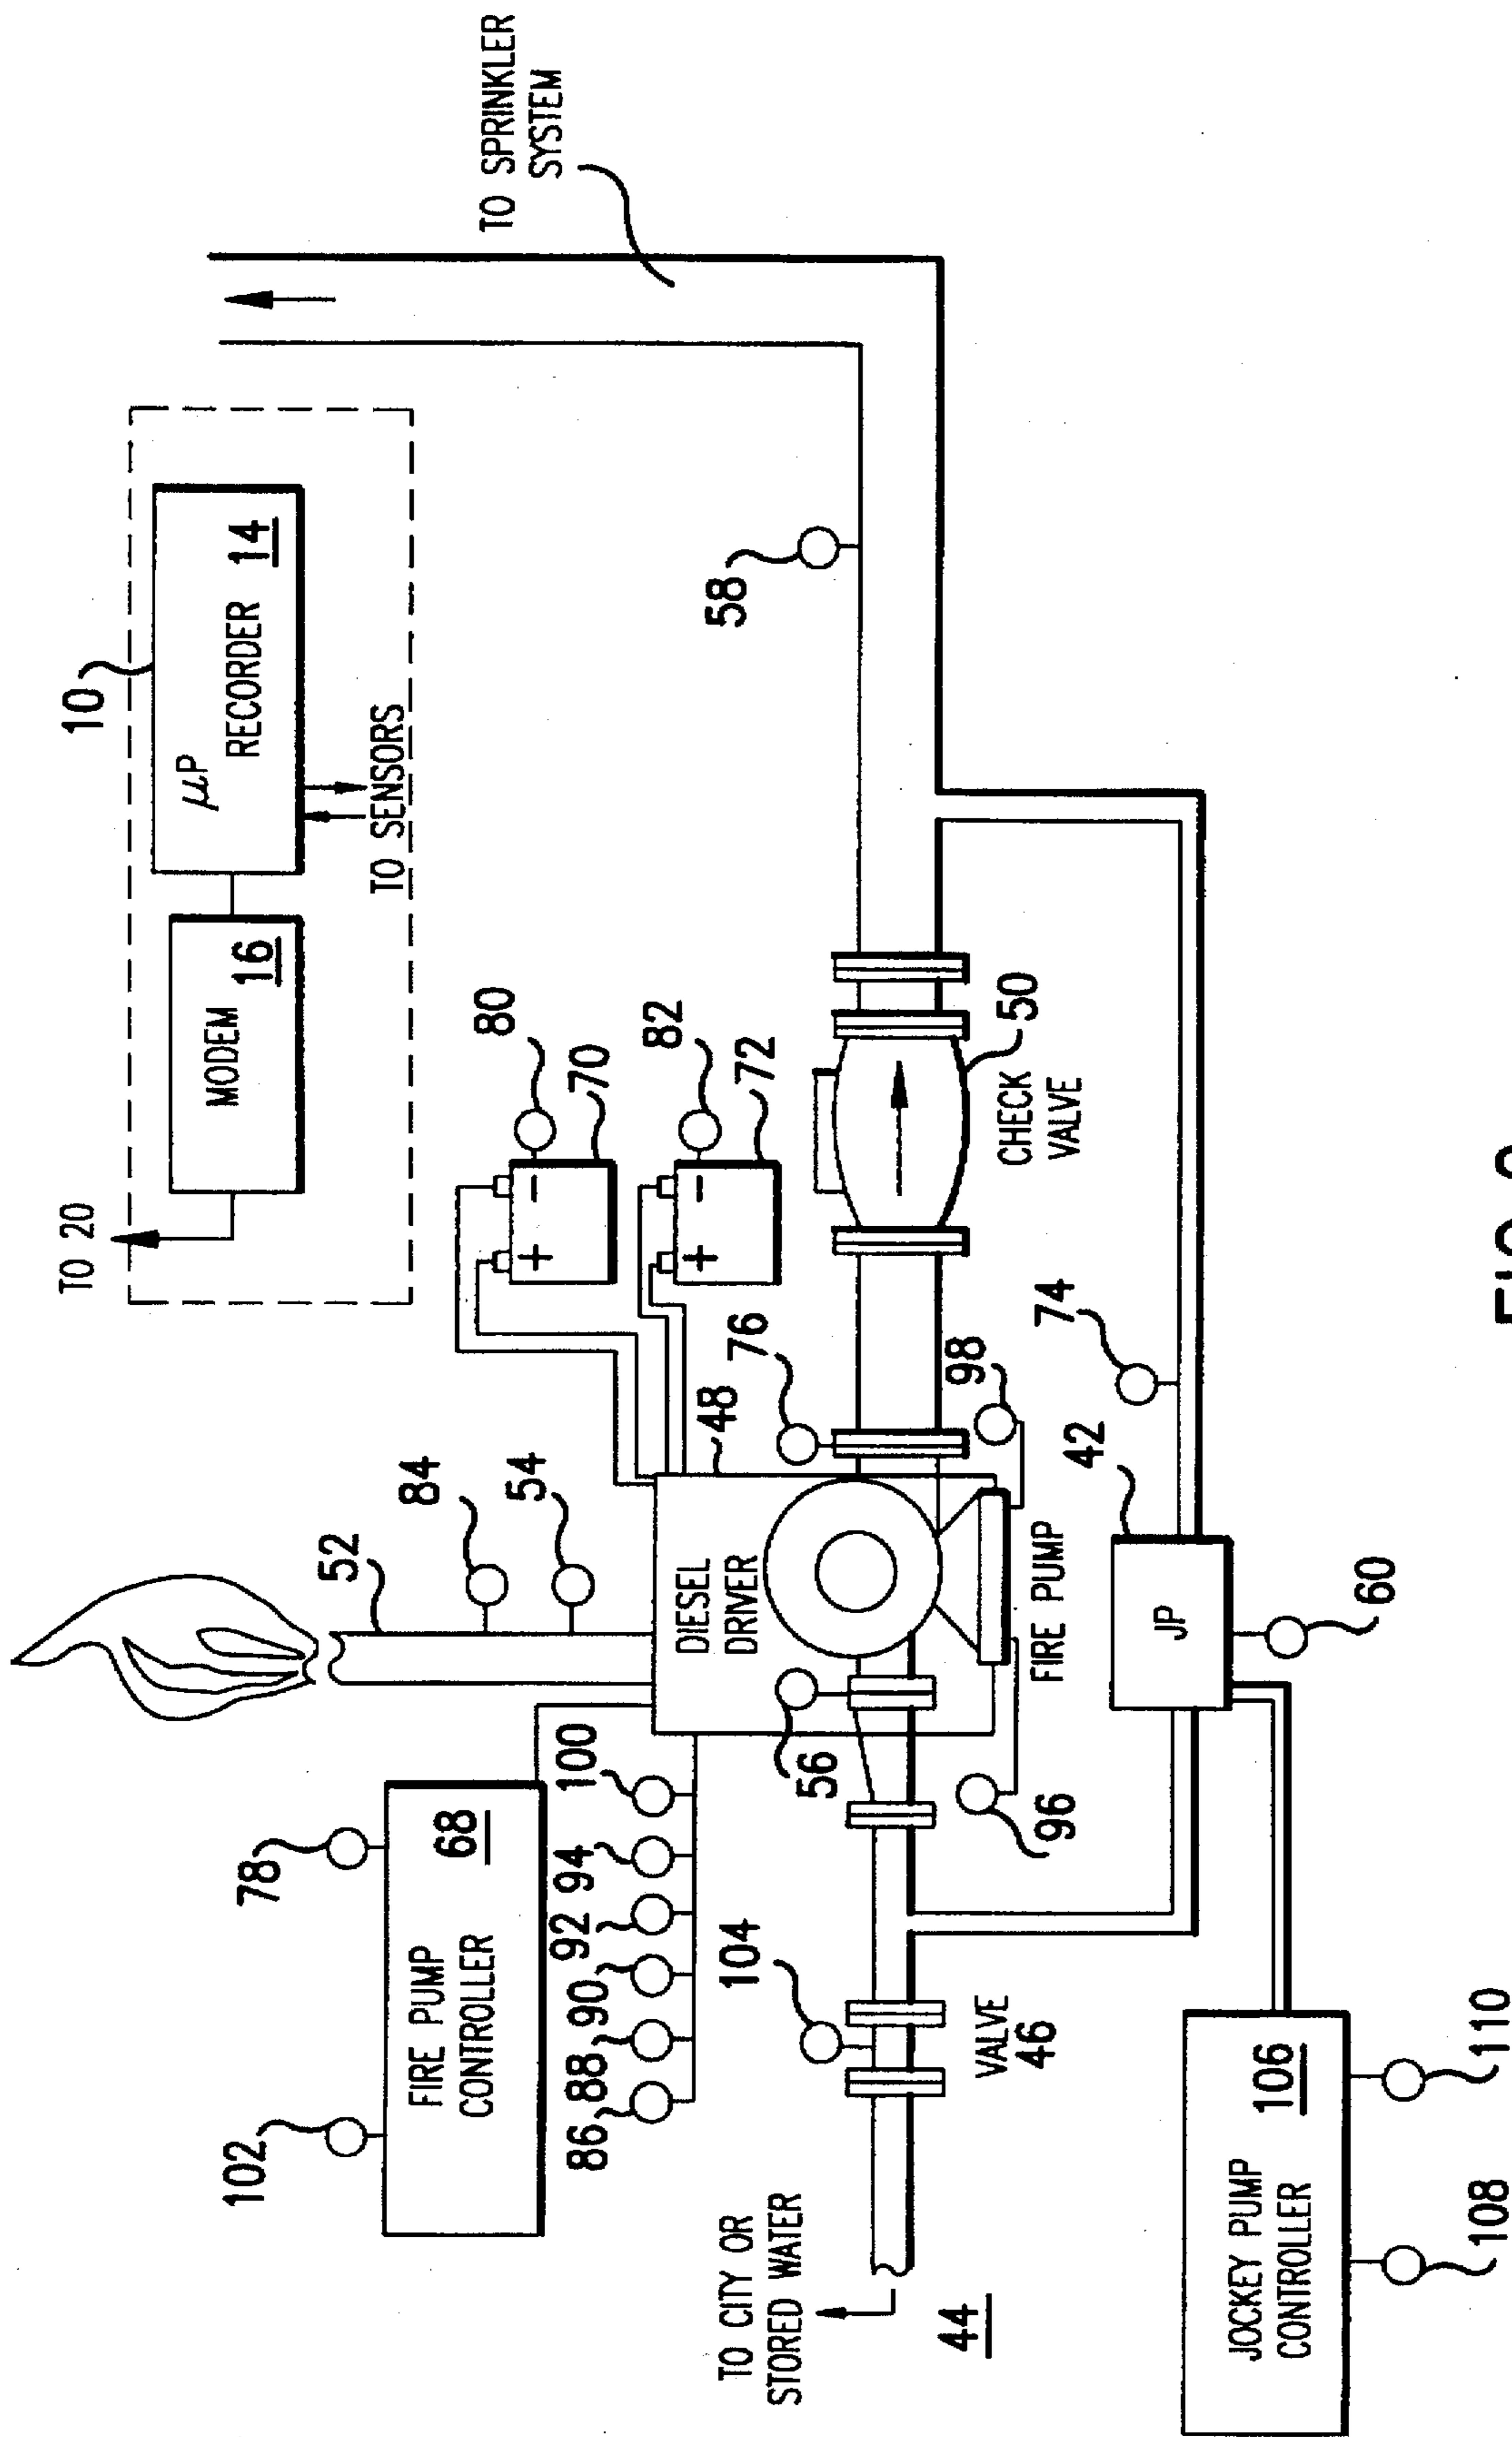 TO 20
MODEM
16
10
μP
RECORDER
14
TO SENSORS
TO SPRINKLER
SYSTEM
102
78
FIRE PUMP
CONTROLLER
68
52
84
54
80
70
82
72
86
88
90
92
94
100
DIESEL
DRIVER
48
76
58
TO CITY OR
STORED WATER
44
104
VALVE
46
56
96
FIRE PUMP
98
CHECK
VALVE
50
JOCKEY PUMP
CONTROLLER
106
108
110
JP
42
60
74